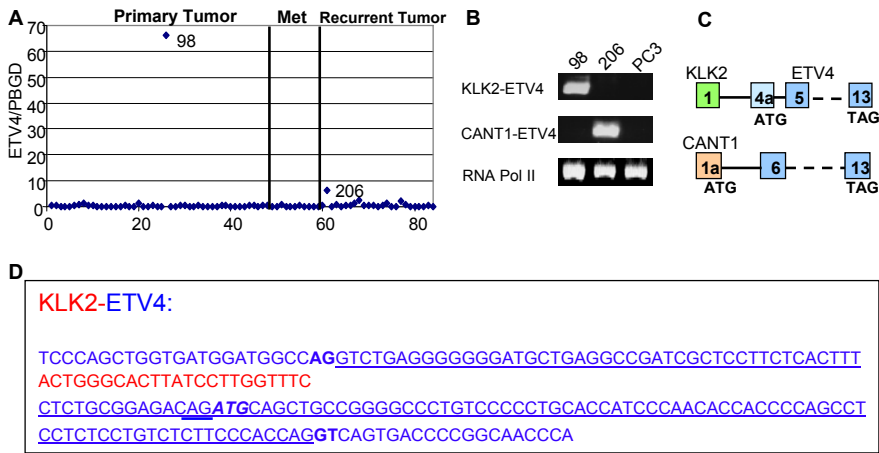 A
Primary Tumor
Met
Recurrent Tumor
ETV4/PBGD
70
60
50
40
30
20
10
0
98
206
0
20
40
60
80
B
98
206
PC3
KLK2-ETV4
CANT1-ETV4
RNA Pol II
C
KLK2
ETV4
1
4a
5
13
ATG
TAG
CANT1
1a
6
13
ATG
TAG
D
KLK2-ETV4:
TCCCAGCTGGTGATGGATGGCCAGGTCTGAGGGGGGGATGCTGAGGCCGATCGCTCCTTCTCACTTT
ACTGGGCACTTATCCTTGGTTTC
CTCTGCGGAGACAGATGCAGCTGCCGGGGCCCTGTCCCCCTGCACCATCCCAACACCACCCCAGCCT
CCTCTCCTGTCTCTTCCCACCAGGTCAGTGACCCCGGCAACCCA